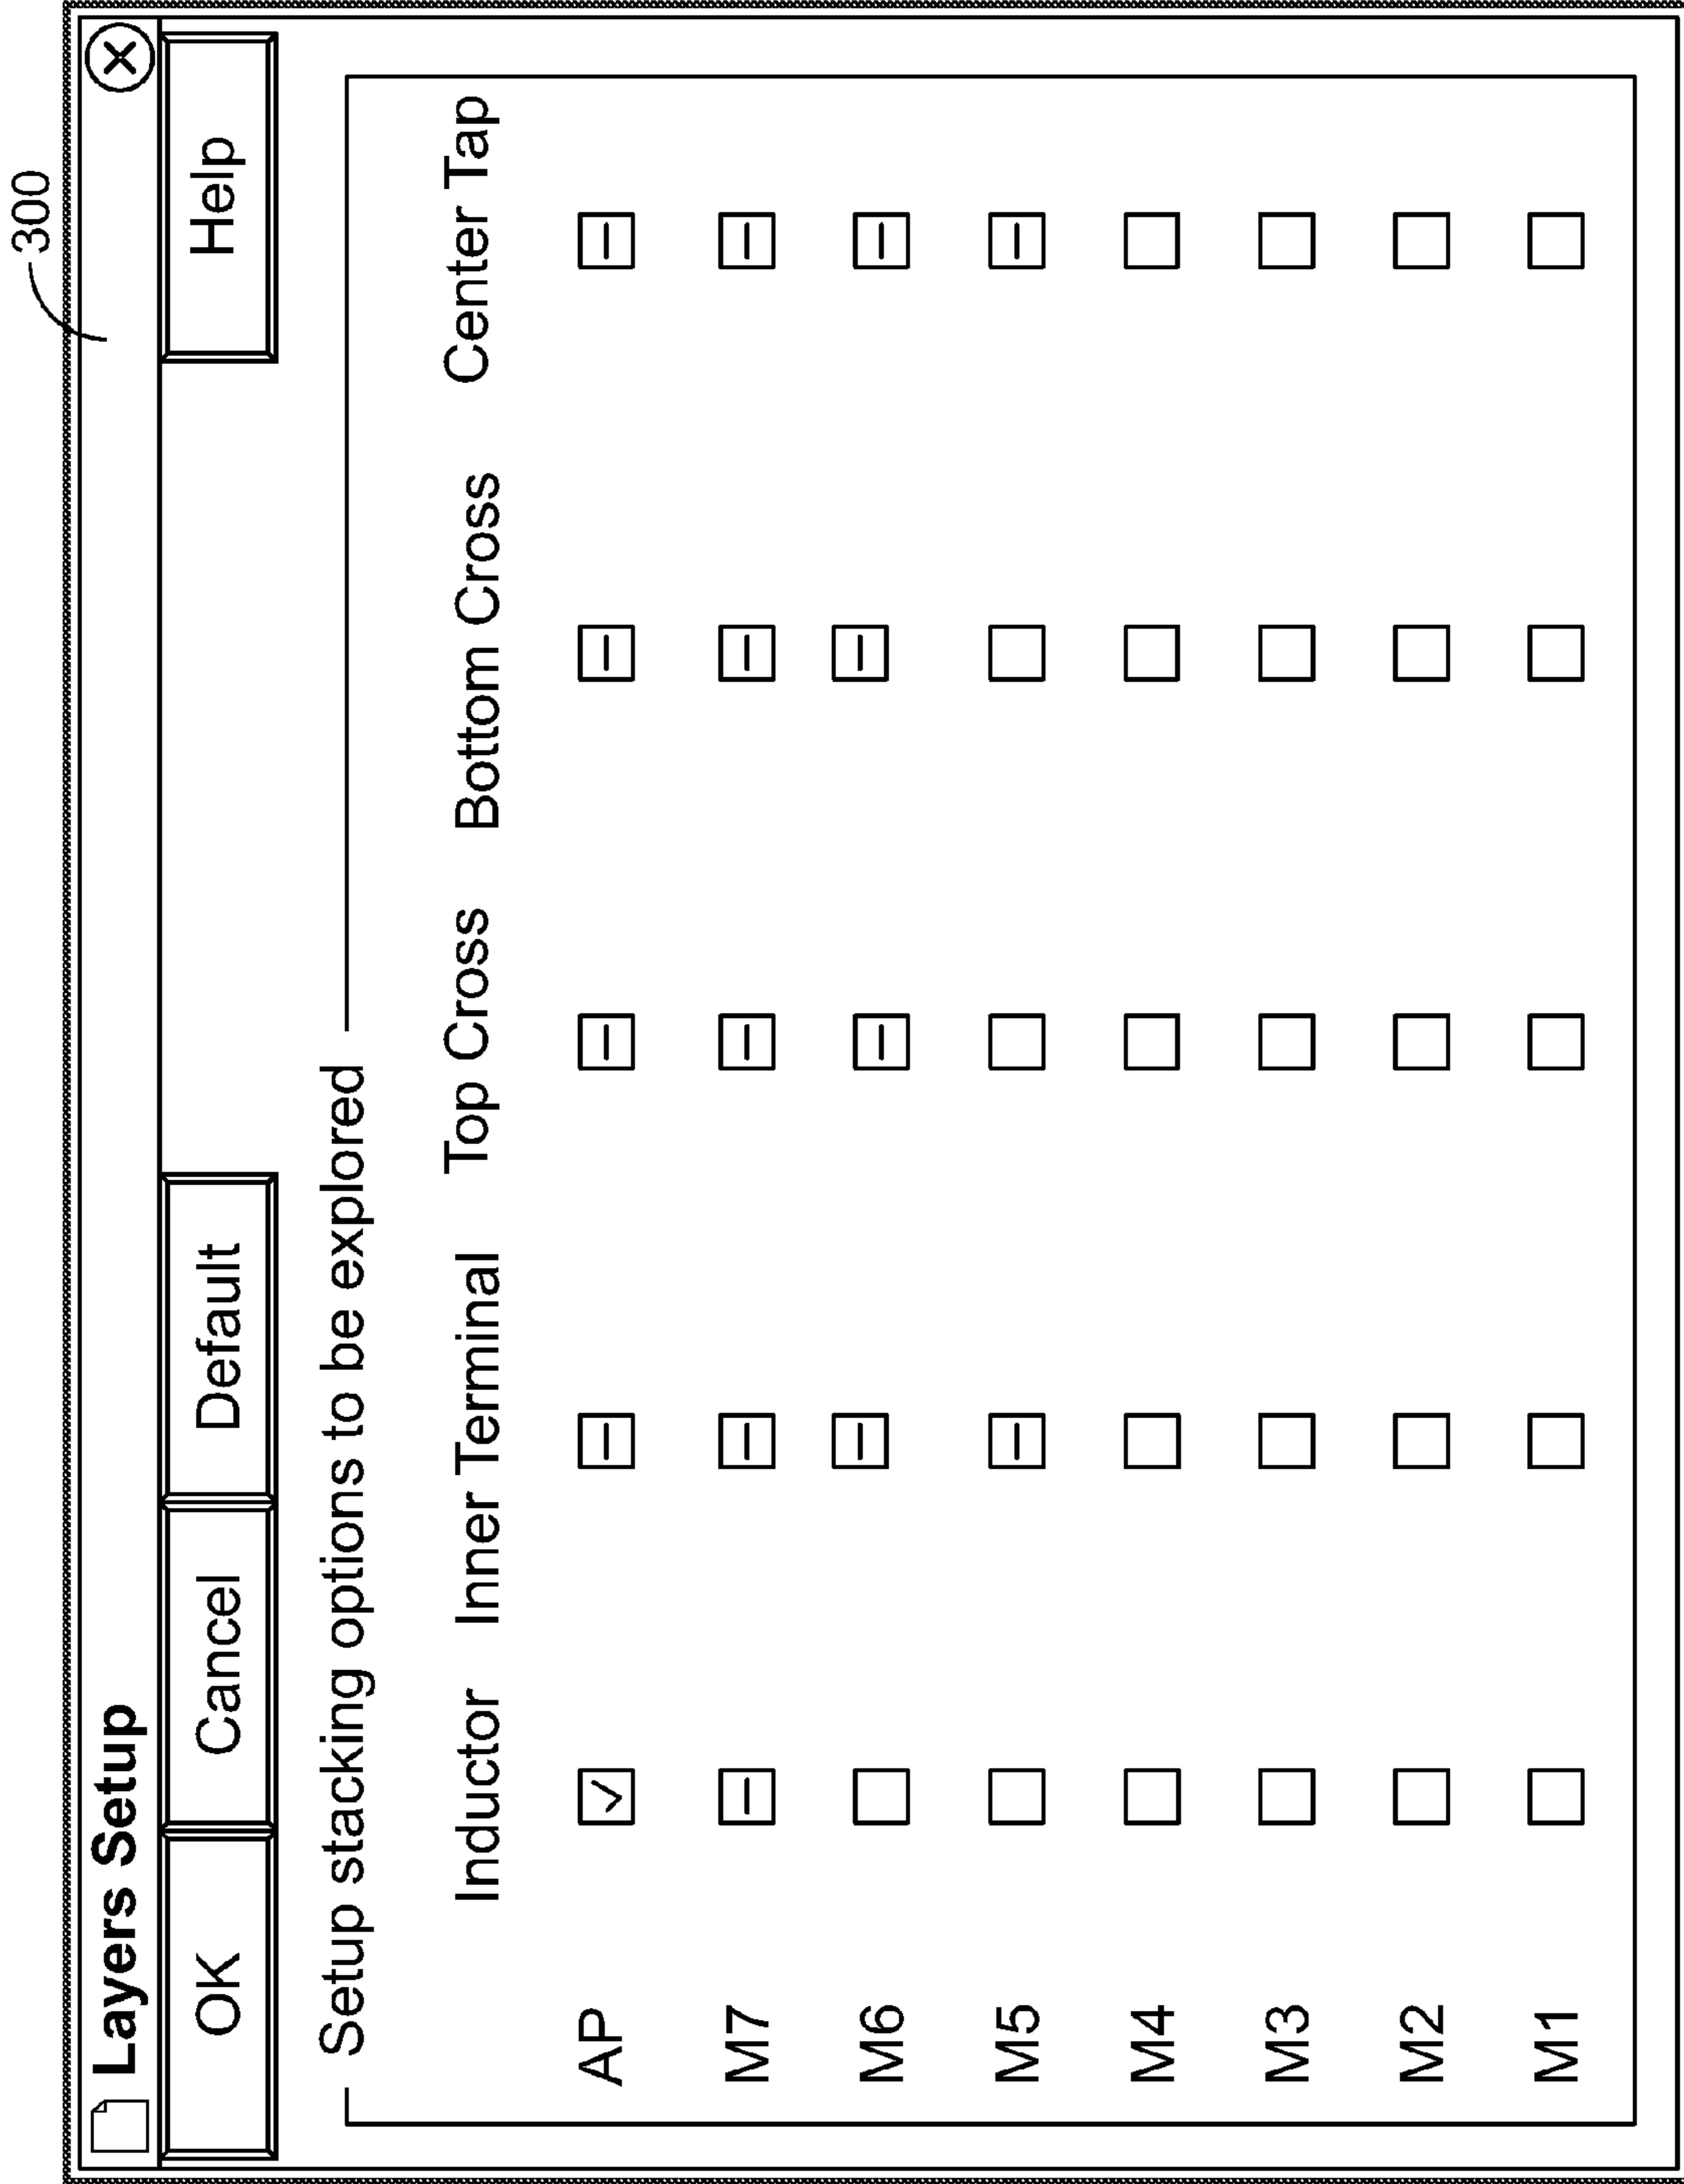 300
Layers Setup
OK Cancel Default Help
Setup stacking options to be explored
Inductor Inner Terminal Top Cross Bottom Cross Center Tap
AP
M7
M6
M5
M4
M3
M2
M1